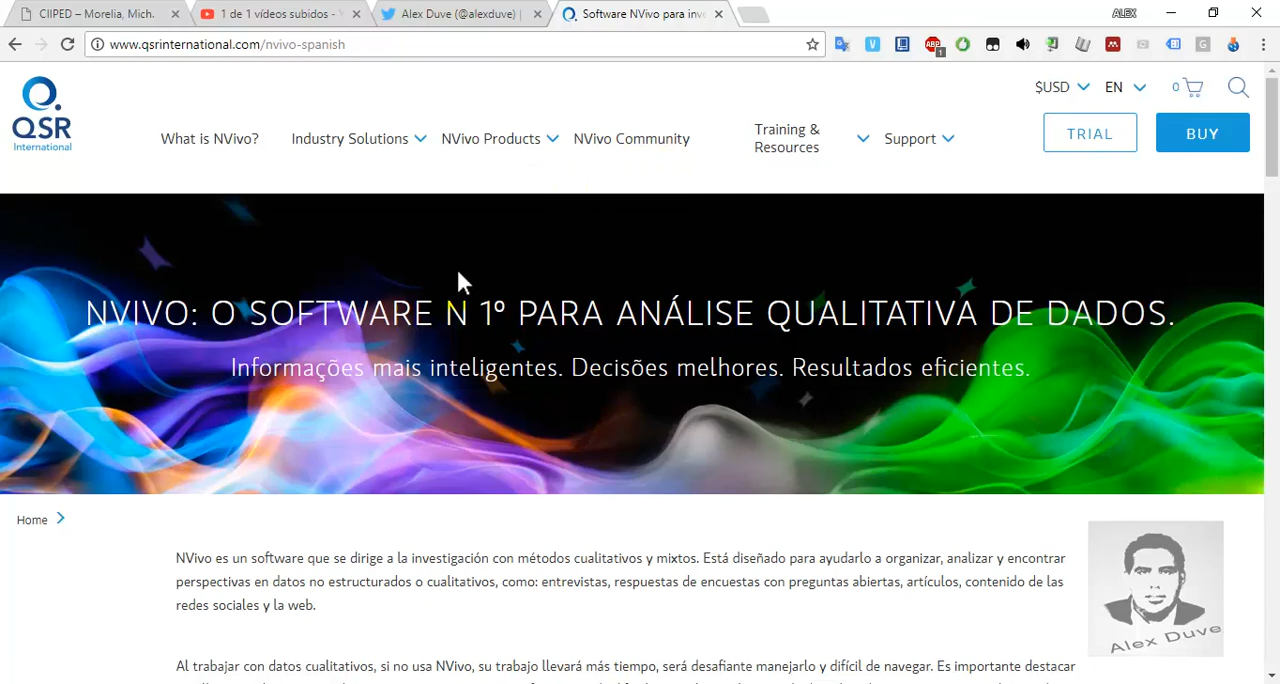 CIIPED – Morelia, Mich.
1 de 1 vídeos subidos - Y
Alex Duve (@alexduve) |
Software NVivo para inve
ALEX
www.qsrinternational.com/nvivo-spanish
QSR
International
$USD EN 0
What is NVivo? Industry Solutions NVivo Products NVivo Community Training & Resources Support
TRIAL BUY
NVIVO: O SOFTWARE N 1º PARA ANÁLISE QUALITATIVA DE DADOS.
Informações mais inteligentes. Decisões melhores. Resultados eficientes.
Home
NVivo es un software que se dirige a la investigación con métodos cualitativos y mixtos. Está diseñado para ayudarlo a organizar, analizar y encontrar
perspectivas en datos no estructurados o cualitativos, como: entrevistas, respuestas de encuestas con preguntas abiertas, artículos, contenido de las
redes sociales y la web.
Alex Duve
Al trabajar con datos cualitativos, si no usa NVivo, su trabajo llevará más tiempo, será desafiante manejarlo y difícil de navegar. Es importante destacar